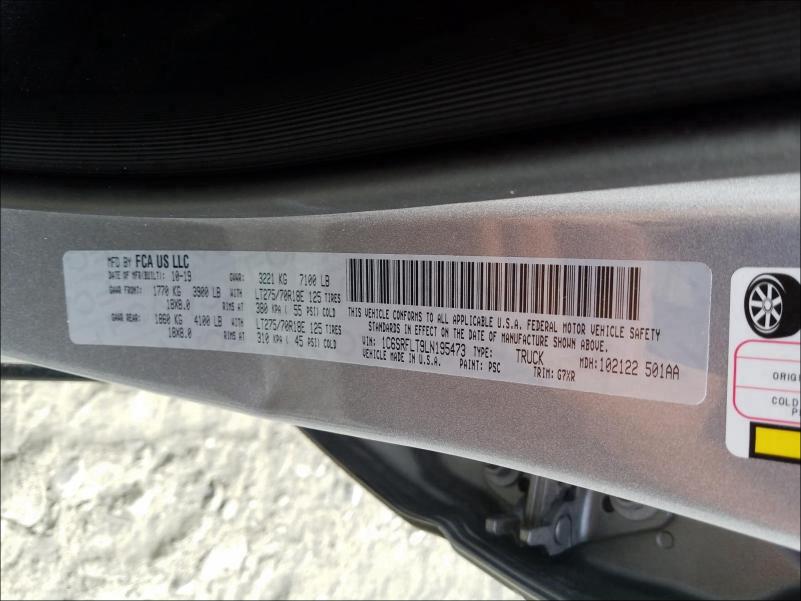 MFD BY FCA US LLC
DATE OF MFR(BUILT): 10-19 GVWR: 3221 KG 7100 LB
GAWR FRONT: 1770 KG 3900 LB WITH LT275/70R18E 125 TIRES
18X8.0 RIMS AT 380 KPA ( 55 PSI) COLD
GAWR REAR: 1860 KG 4100 LB WITH LT275/70R18E 125 TIRES
18X8.0 RIMS AT 310 KPA ( 45 PSI) COLD
THIS VEHICLE CONFORMS TO ALL APPLICABLE U.S.A. FEDERAL MOTOR VEHICLE SAFETY
STANDARDS IN EFFECT ON THE DATE OF MANUFACTURE SHOWN ABOVE.
VIN: 1C6SRFLT9LN195473 TYPE: TRUCK MDH:102122 501AA
VEHICLE MADE IN U.S.A. PAINT: PSC TRIM: G7XR
ORIGI
COLD
P